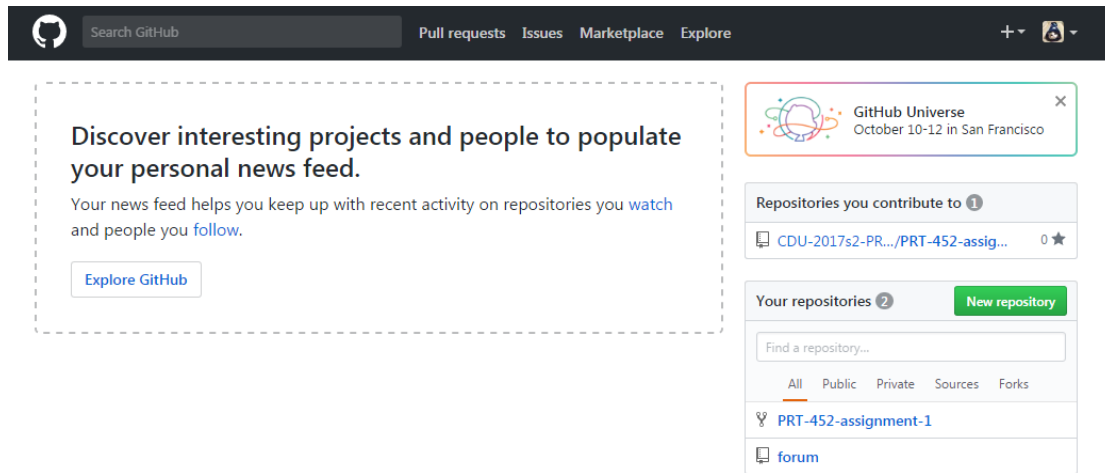 Search GitHub
Pull requests Issues Marketplace Explore
Discover interesting projects and people to populate
your personal news feed.
Your news feed helps you keep up with recent activity on repositories you watch
and people you follow.
Explore GitHub
GitHub Universe
October 10-12 in San Francisco
Repositories you contribute to 1
CDU-2017s2-PR.../PRT-452-assig... 0
Your repositories 2 New repository
Find a repository...
All Public Private Sources Forks
PRT-452-assignment-1
forum